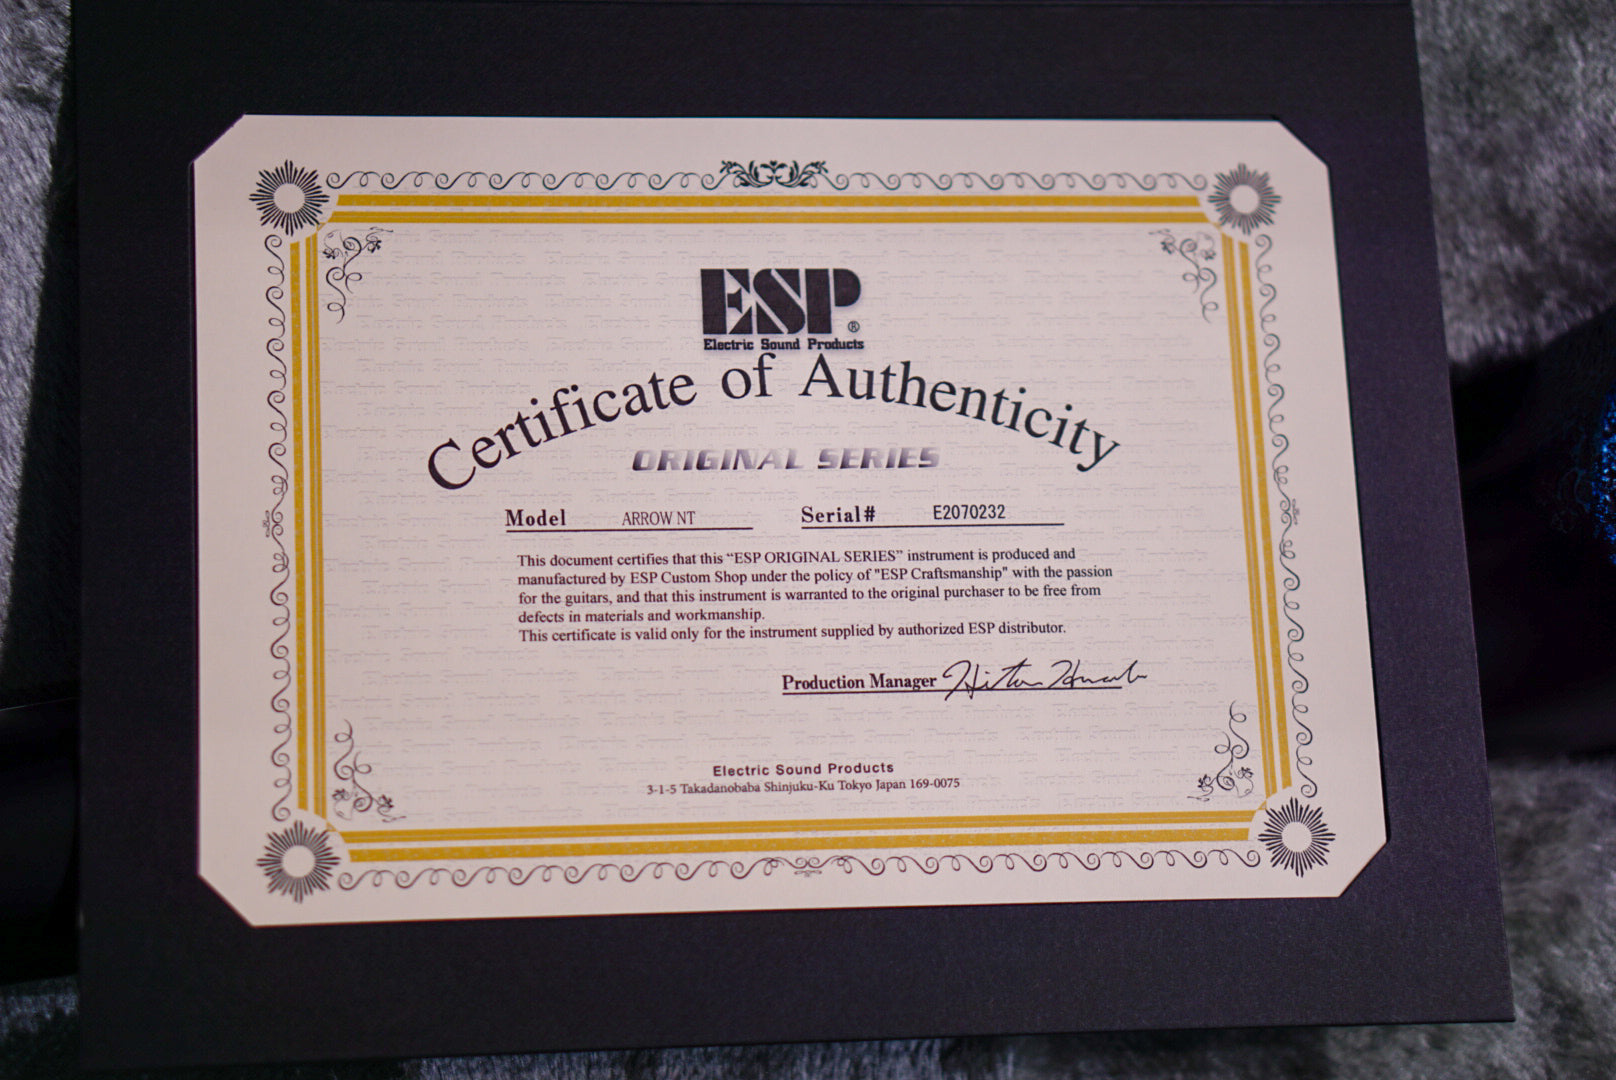 ESP®
Electric Sound Products
Certificate of Authenticity
ORIGINAL SERIES
Model ARROW NT Serial# E2070232
This document certifies that this “ESP ORIGINAL SERIES” instrument is produced and
manufactured by ESP Custom Shop under the policy of "ESP Craftsmanship" with the passion
for the guitars, and that this instrument is warranted to the original purchaser to be free from
defects in materials and workmanship.
This certificate is valid only for the instrument supplied by authorized ESP distributor.
Production Manager
Electric Sound Products
3-1-5 Takadanobaba Shinjuku-Ku Tokyo Japan 169-0075